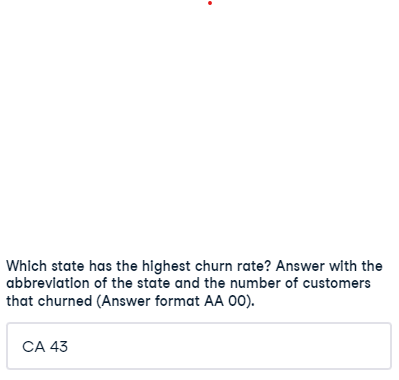 Which state has the highest churn rate? Answer with the
abbreviation of the state and the number of customers
that churned (Answer format AA 00).
CA 43